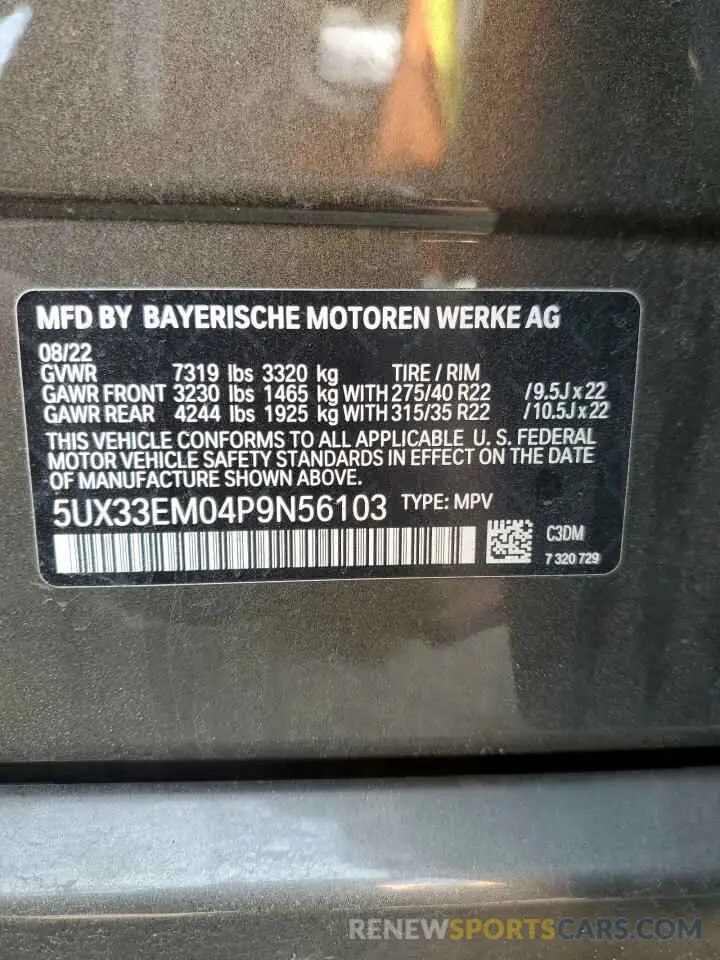 MFD BY BAYERISCHE MOTOREN WERKE AG
08/22
GVWR 7319 lbs 3320 kg TIRE / RIM
GAWR FRONT 3230 lbs 1465 kg WITH 275/40 R22 /9.5J x 22
GAWR REAR 4244 lbs 1925 kg WITH 315/35 R22 /10.5J x 22
THIS VEHICLE CONFORMS TO ALL APPLICABLE U. S. FEDERAL
MOTOR VEHICLE SAFETY STANDARDS IN EFFECT ON THE DATE
OF MANUFACTURE SHOWN ABOVE.
5UX33EM04P9N56103 TYPE: MPV
C3DM
7 320 729
RENEWSPORTSCARS.COM